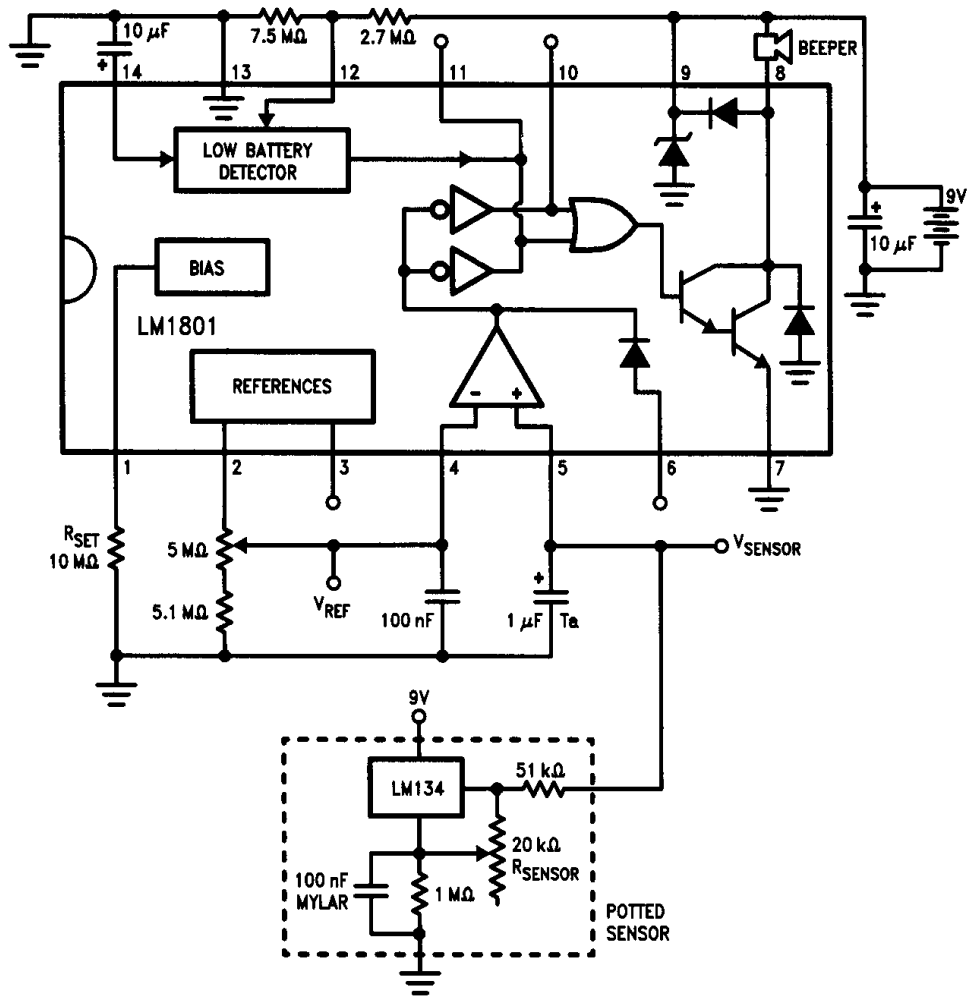 10 μF
7.5 MΩ
2.7 MΩ
BEEPER
14
13
12
11
10
9
8
+
LOW BATTERY
DETECTOR
9V
+
10 μF
BIAS
LM1801
REFERENCES
- +
1
2
3
4
5
6
7
RSET
10 MΩ
5 MΩ
VSENSOR
VREF
5.1 MΩ
100 nF
+
1 μF
Ta
9V
LM134
51 kΩ
20 kΩ
RSENSOR
100 nF
MYLAR
1 MΩ
POTTED
SENSOR